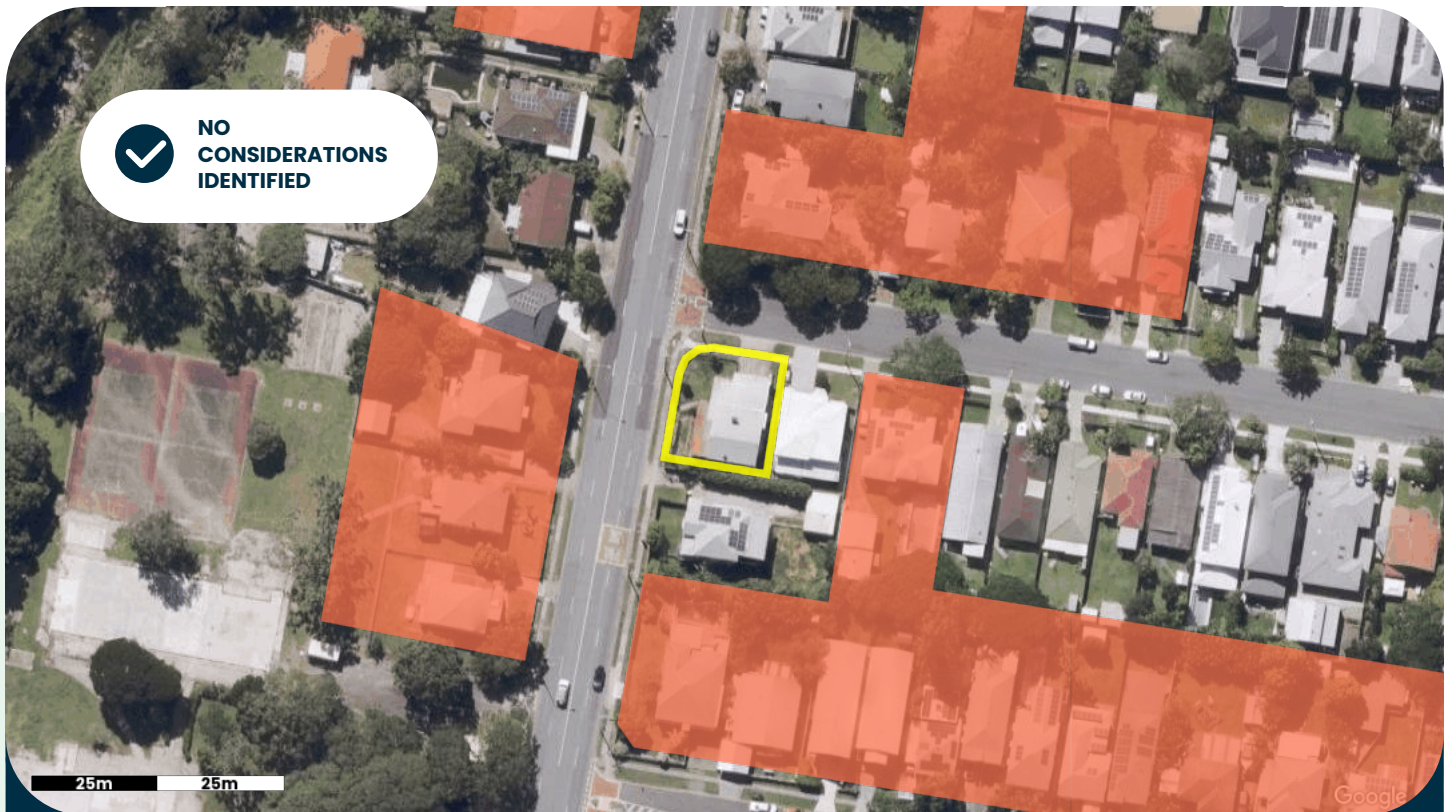 NO
CONSIDERATIONS
IDENTIFIED
25m 25m
Google